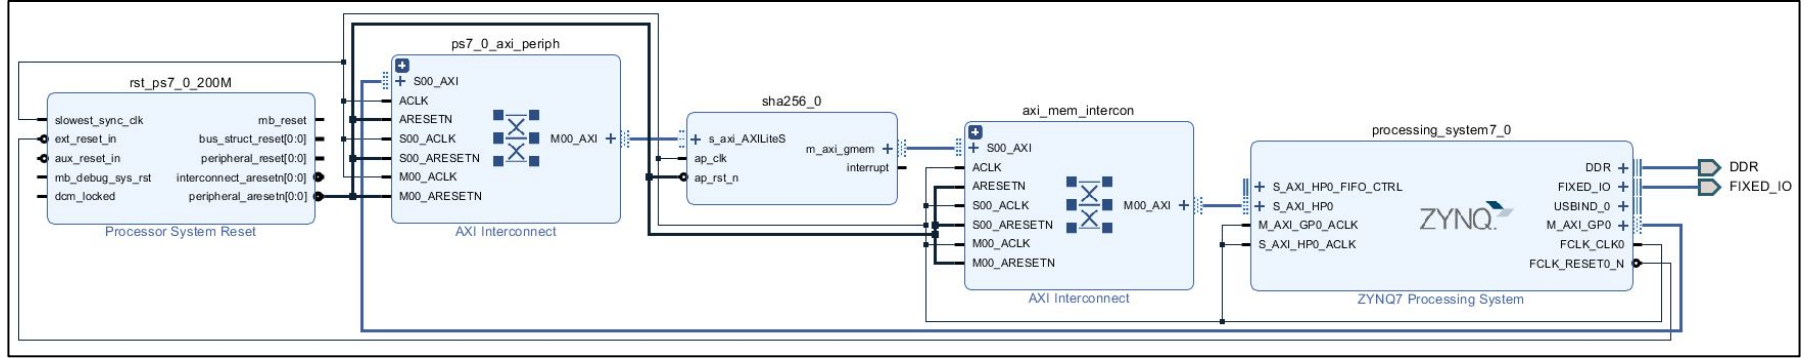 rst_ps7_0_200M
slowest_sync_clk
ext_reset_in
aux_reset_in
mb_debug_sys_rst
dcm_locked
mb_reset
bus_struct_reset[0:0]
peripheral_reset[0:0]
interconnect_aresetn[0:0]
peripheral_aresetn[0:0]
Processor System Reset
ps7_0_axi_periph
S00_AXI
ACLK
ARESETN
S00_ACLK
S00_ARESETN
M00_ACLK
M00_ARESETN
M00_AXI
AXI Interconnect
sha256_0
s_axi_AXILiteS
ap_clk
ap_rst_n
m_axi_gmem
interrupt
axi_mem_intercon
S00_AXI
ACLK
ARESETN
S00_ACLK
S00_ARESETN
M00_ACLK
M00_ARESETN
M00_AXI
AXI Interconnect
processing_system7_0
S_AXI_HP0_FIFO_CTRL
S_AXI_HP0
M_AXI_GP0_ACLK
S_AXI_HP0_ACLK
ZYNQ
DDR
FIXED_IO
USBIND_0
M_AXI_GP0
FCLK_CLK0
FCLK_RESET0_N
ZYNQ7 Processing System
DDR
FIXED_IO